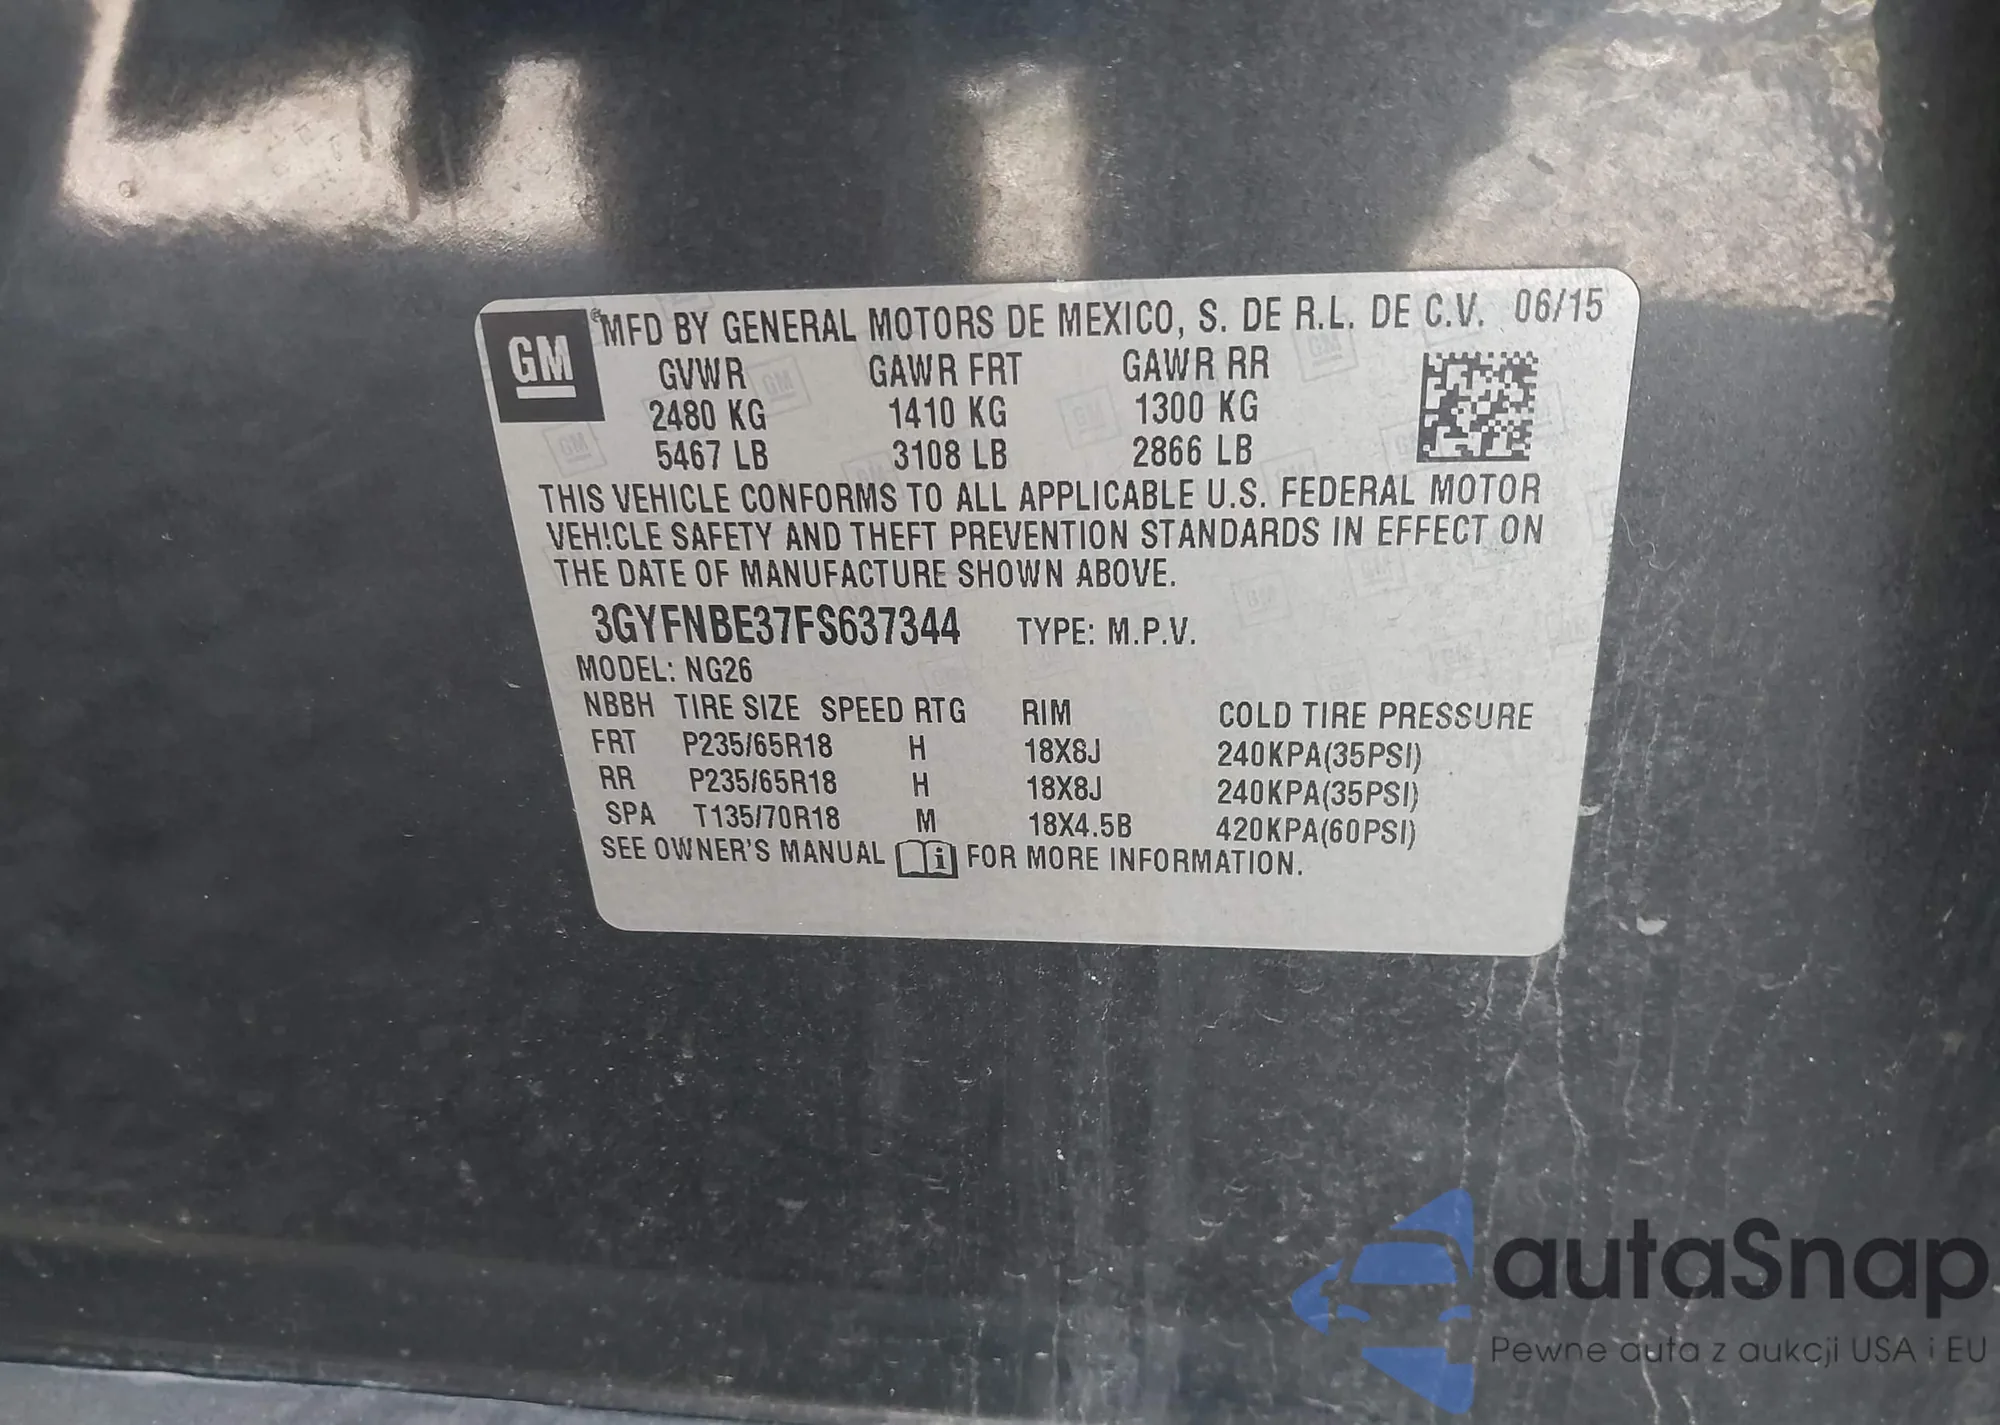 GM
MFD BY GENERAL MOTORS DE MEXICO, S. DE R.L. DE C.V. 06/15
GVWR GAWR FRT GAWR RR
2480 KG 1410 KG 1300 KG
5467 LB 3108 LB 2866 LB
THIS VEHICLE CONFORMS TO ALL APPLICABLE U.S. FEDERAL MOTOR
VEHICLE SAFETY AND THEFT PREVENTION STANDARDS IN EFFECT ON
THE DATE OF MANUFACTURE SHOWN ABOVE.
3GYFNBE37FS637344 TYPE: M.P.V.
MODEL: NG26
NBBH TIRE SIZE SPEED RTG RIM COLD TIRE PRESSURE
FRT P235/65R18 H 18X8J 240KPA(35PSI)
RR P235/65R18 H 18X8J 240KPA(35PSI)
SPA T135/70R18 M 18X4.5B 420KPA(60PSI)
SEE OWNER'S MANUAL i FOR MORE INFORMATION.
autaSnap
Pewne auta z aukcji USA i EU